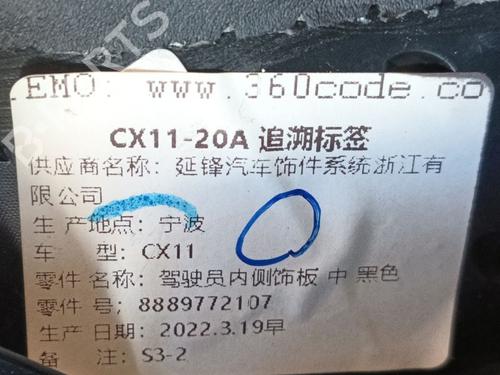 EMO: www.360code.co
CX11-20A 追溯标签
供应商名称：延锋汽车饰件系统浙江有
限公司
生 产地点：宁波
车 型：CX11
零件 名称：驾驶员内侧饰板 中 黑色
零件 号；8889772107
生产 日期：2022.3.19早
备 注：S3-2